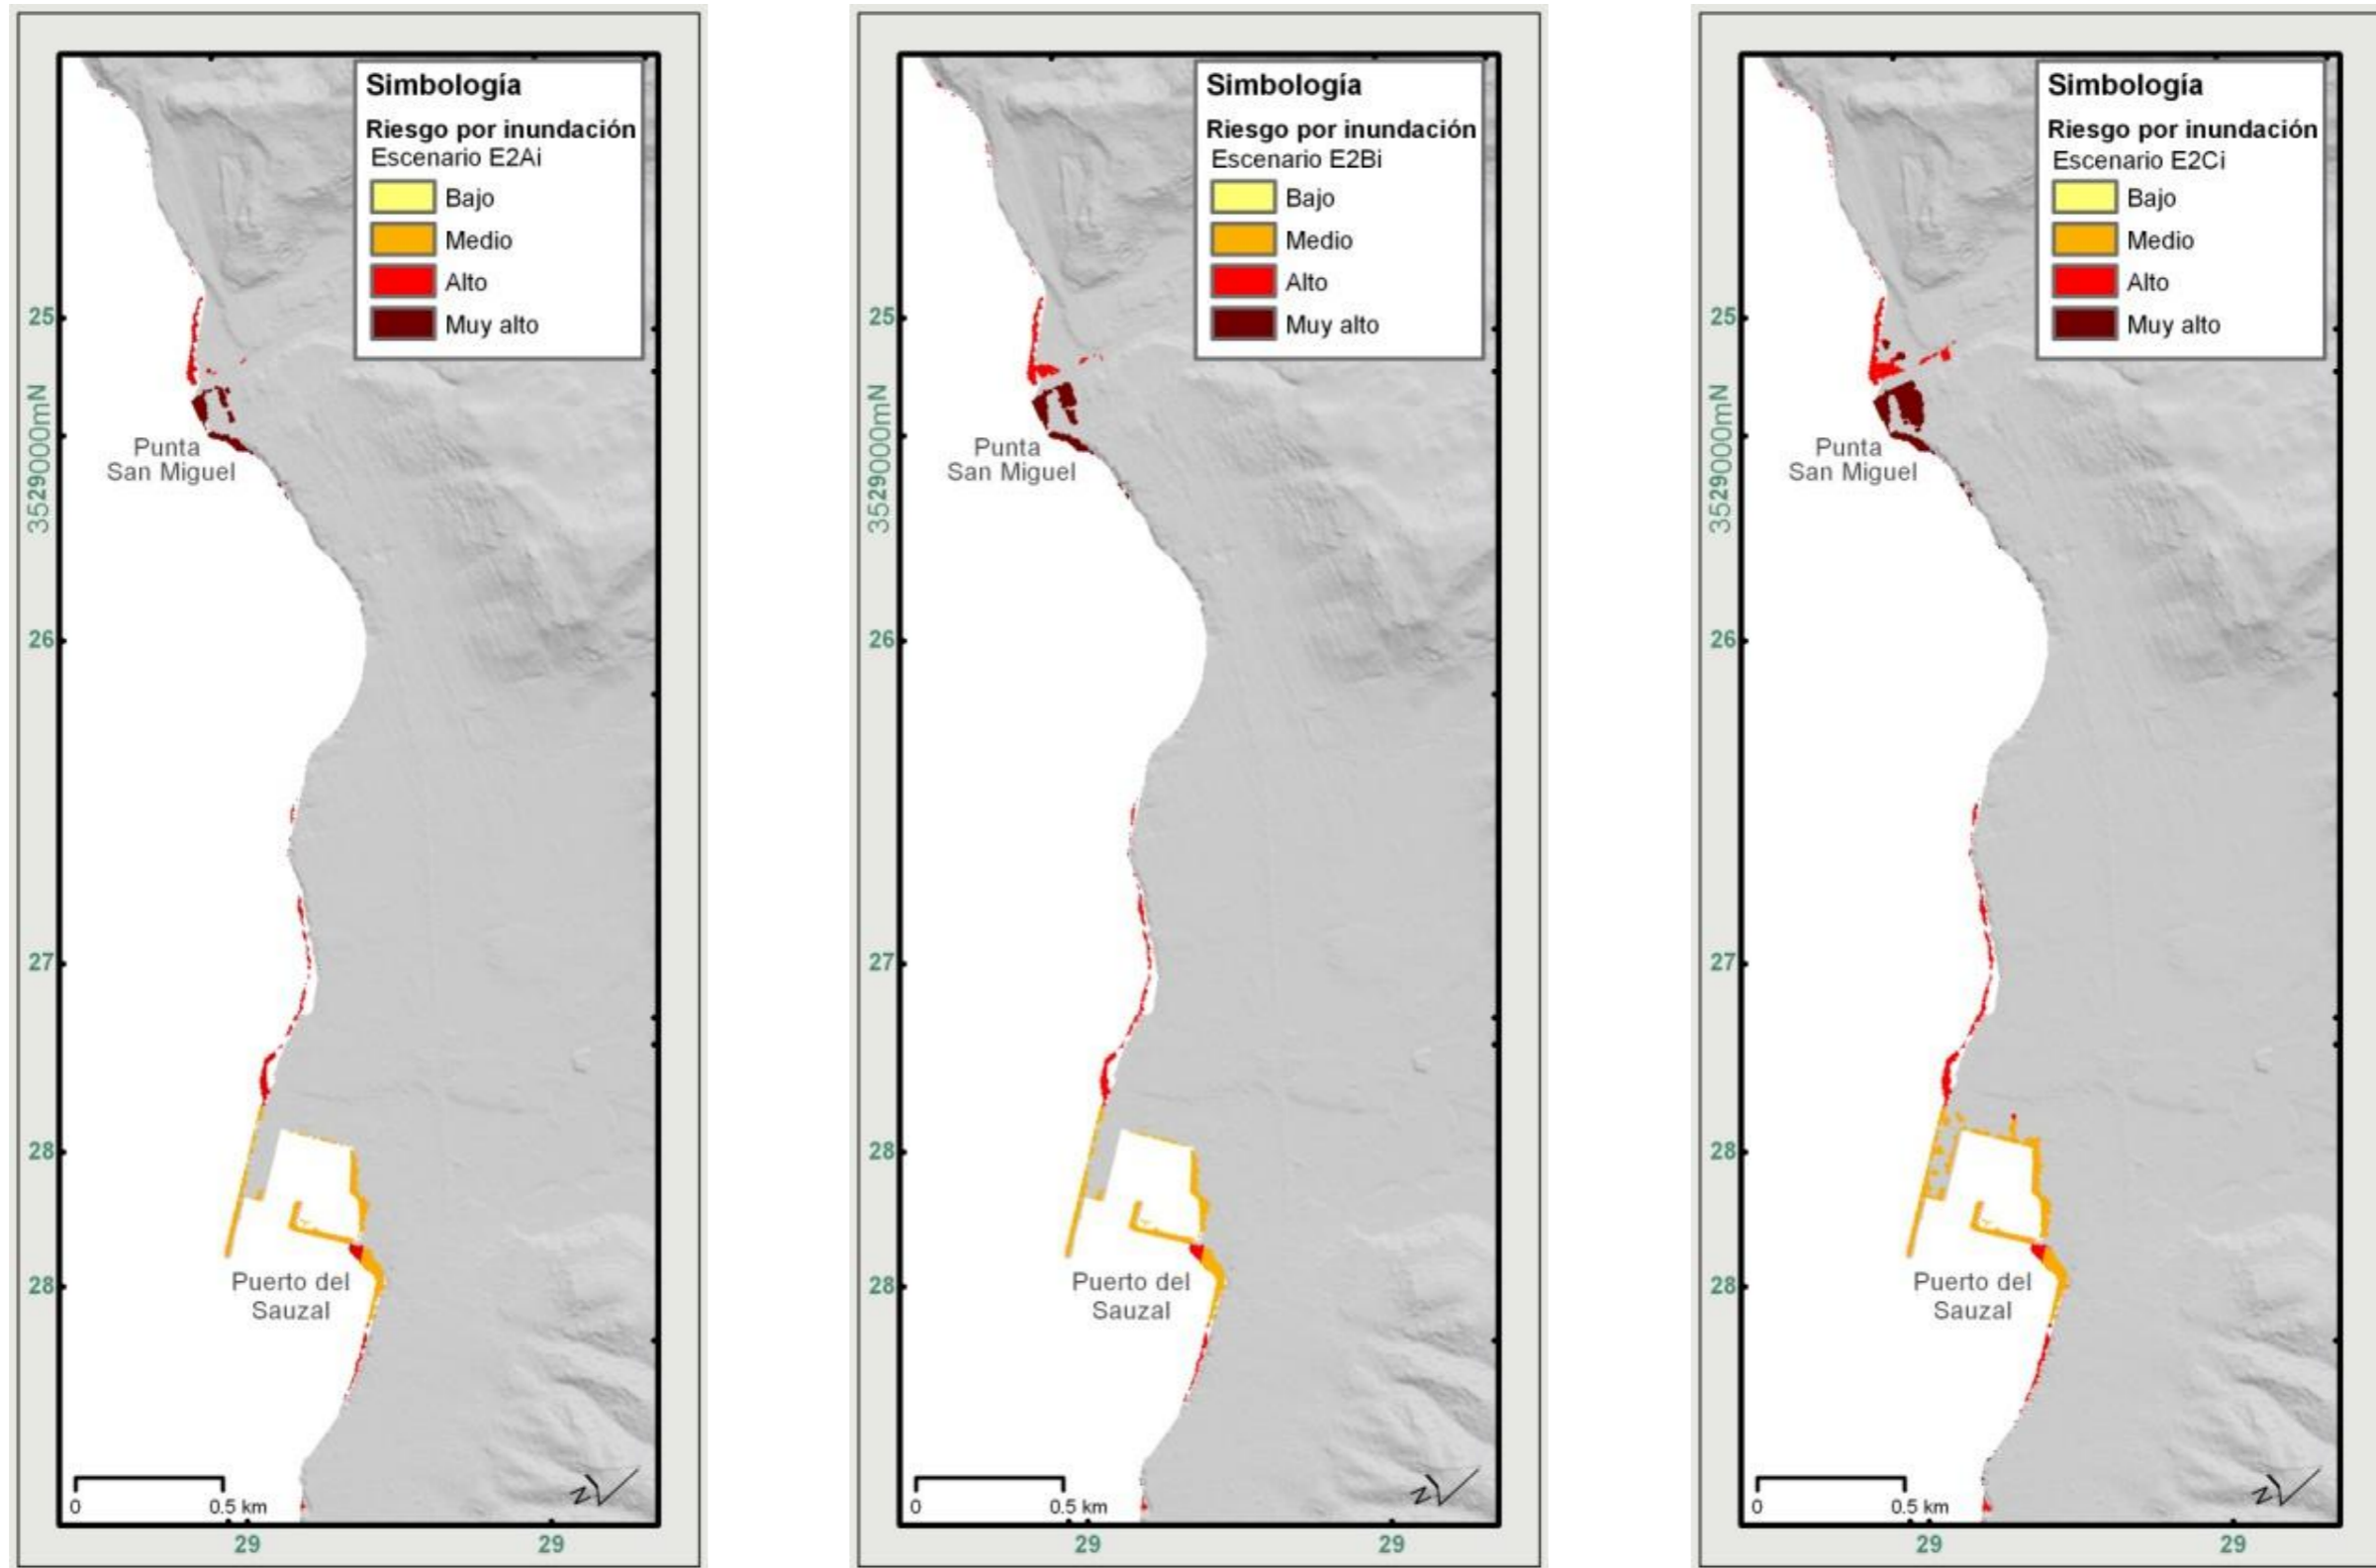 Simbología
Riesgo por inundación
Escenario E2Ai
Bajo
Medio
Alto
Muy alto
25
3529000mN
Punta
San Miguel
26
27
28
28
Puerto del
Sauzal
0
0.5 km
N
29
29
Simbología
Riesgo por inundación
Escenario E2Bi
Bajo
Medio
Alto
Muy alto
25
3529000mN
Punta
San Miguel
26
27
28
28
Puerto del
Sauzal
0
0.5 km
N
29
29
Simbología
Riesgo por inundación
Escenario E2Ci
Bajo
Medio
Alto
Muy alto
25
3529000mN
Punta
San Miguel
26
27
28
28
Puerto del
Sauzal
0
0.5 km
N
29
29